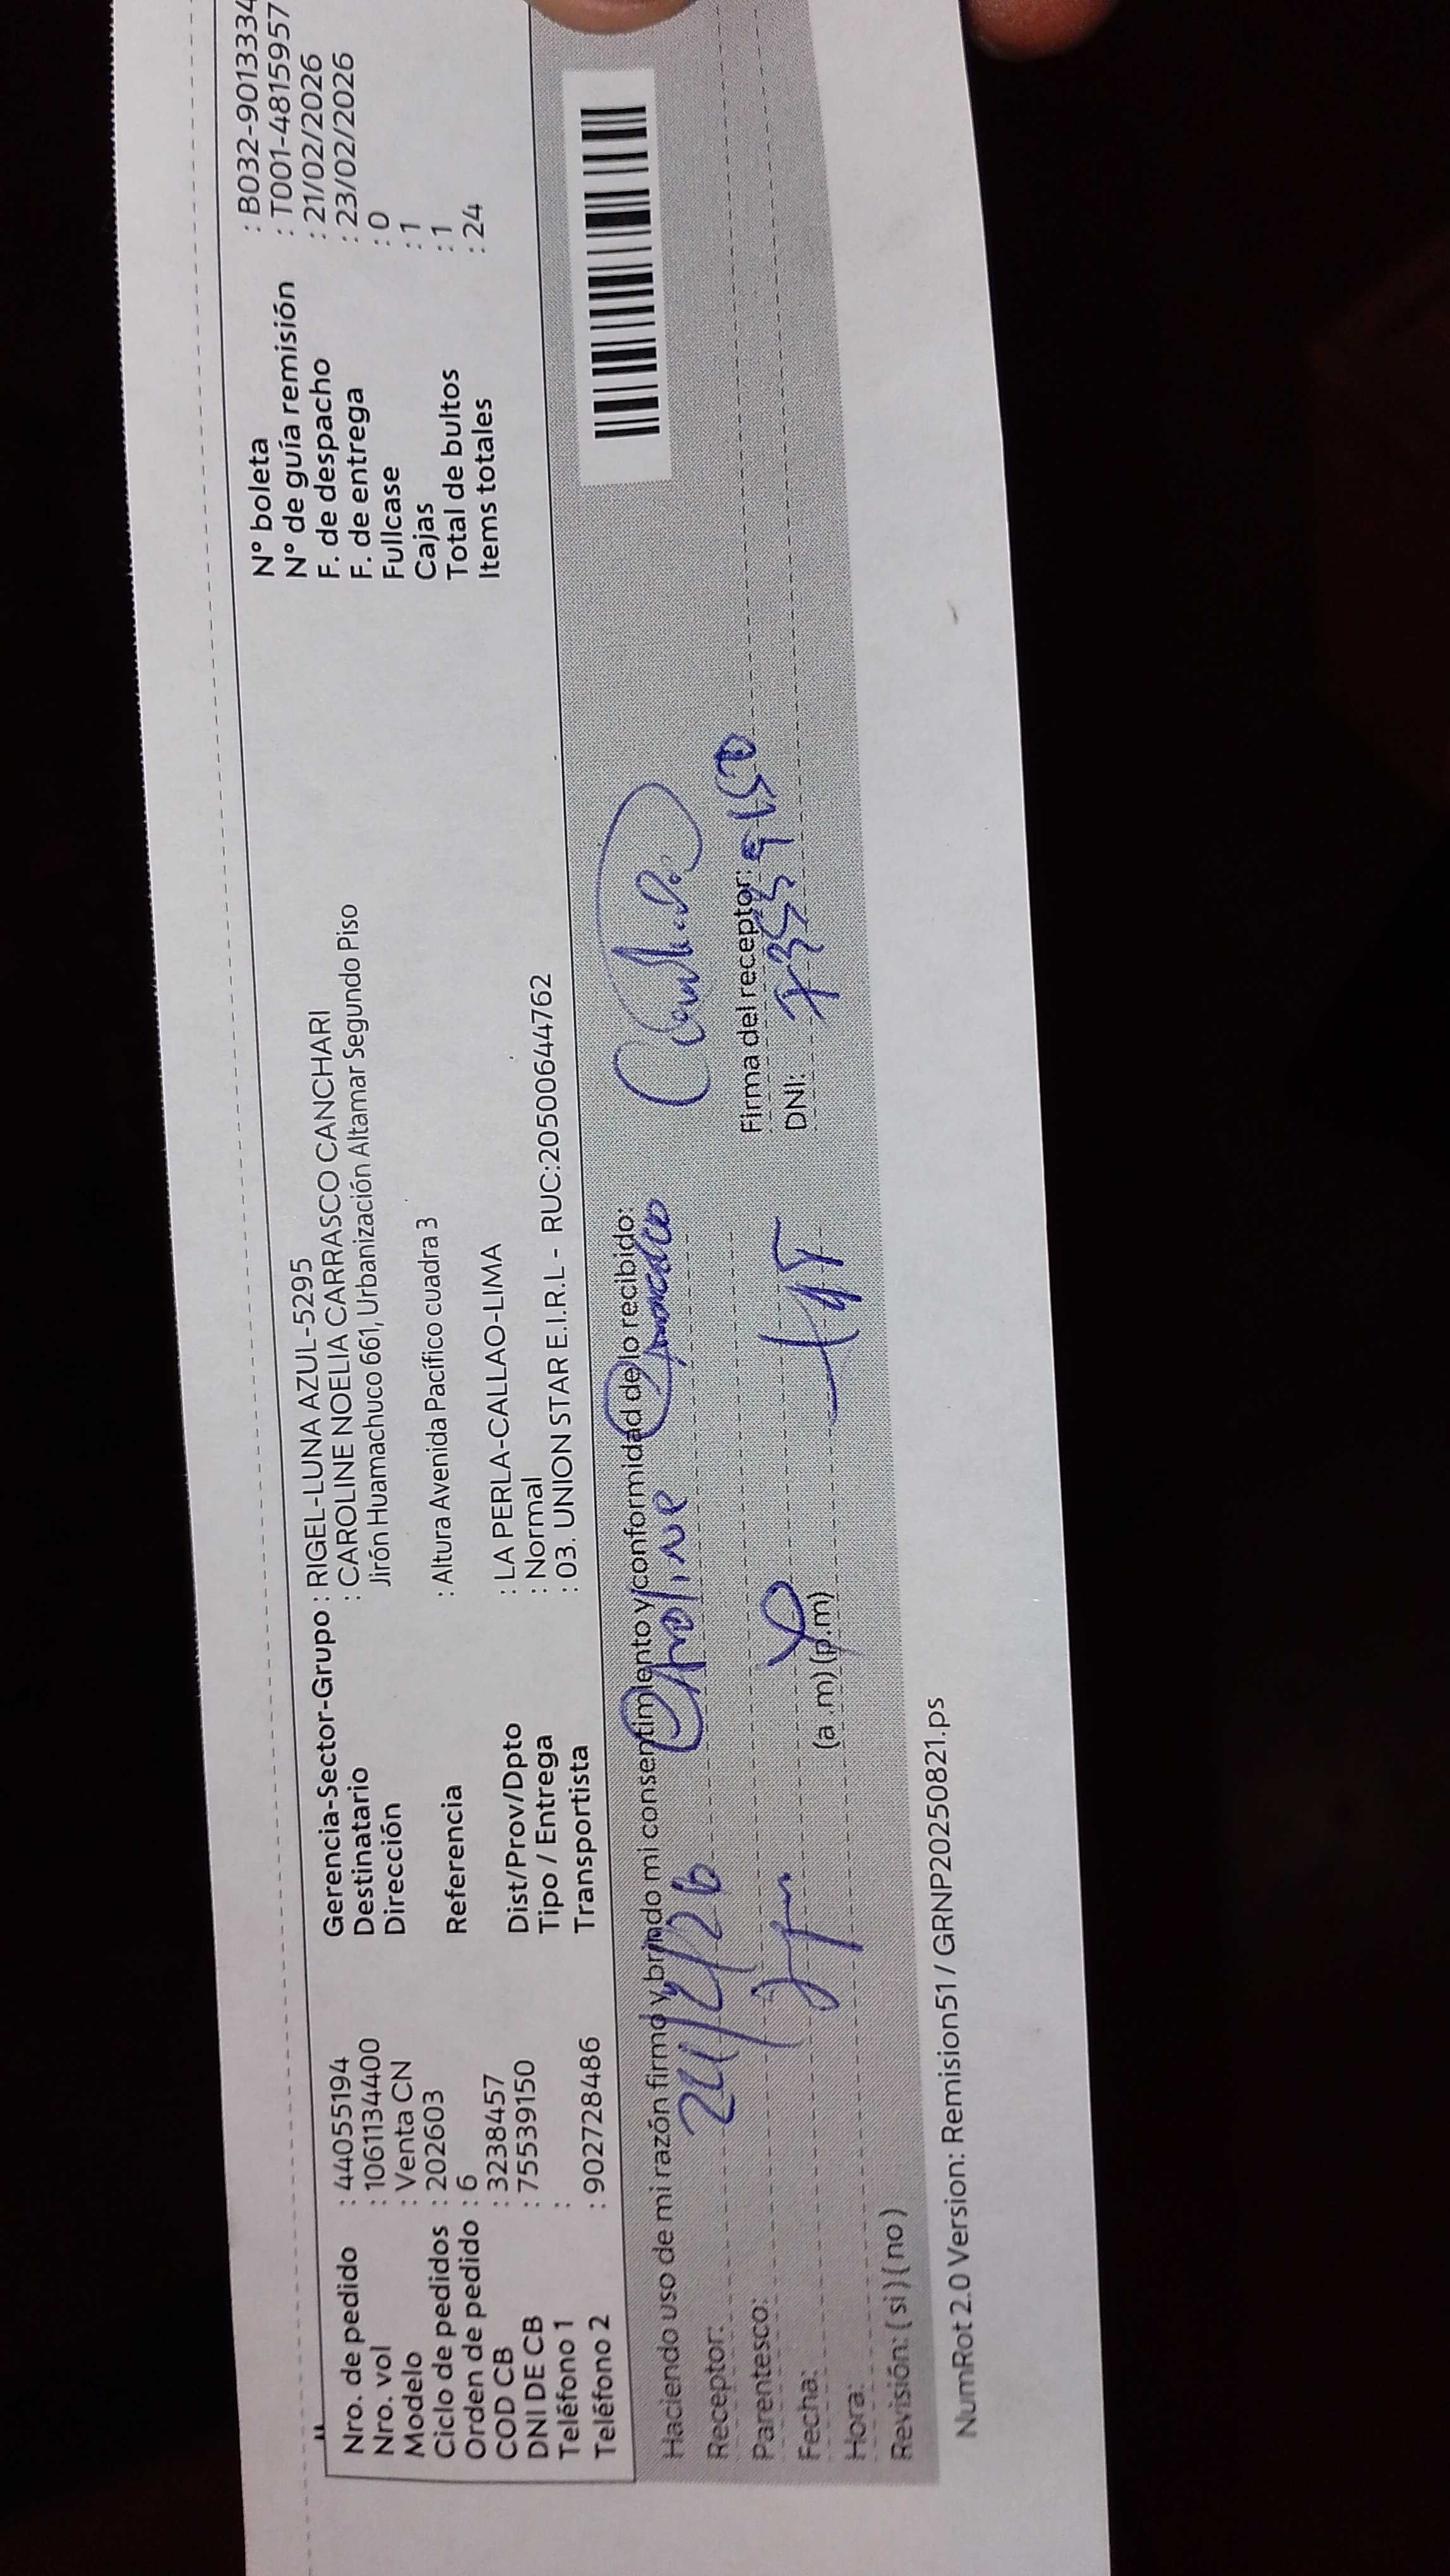 Nro. de pedido : 44055194
Nro. vol : 1061134400
Modelo : Venta CN
Ciclo de pedidos : 202603
Orden de pedido : 6
COD CB : 3238457
DNI DE CB : 75539150
Teléfono 1 :
Teléfono 2 : 902728486
Gerencia-Sector-Grupo : RIGEL-LUNA AZUL-5295
Destinatario : CAROLINE NOELIA CARRASCO CANCHARI
Dirección Jirón Huamachuco 661, Urbanización Altamar Segundo Piso
Referencia : Altura Avenida Pacífico cuadra 3
Dist/Prov/Dpto : LA PERLA-CALLAO-LIMA
Tipo / Entrega : Normal
Transportista : 03. UNION STAR E.I.R.L - RUC:20500644762
N° boleta : B032-9013334
N° de guía remisión : T001-4815957
F. de despacho : 21/02/2026
F. de entrega : 23/02/2026
Fullcase : 0
Cajas : 1
Total de bultos : 1
Items totales : 24
Haciendo uso de mi razón firmo y brindo mi consentimiento y conformidad de lo recibido:
Receptor: 24/2/26 Caroline
Parentesco: Firma del receptor:
Fecha: DNI:
Hora: (a .m) (p.m)
Revisión: ( si ) ( no )
NumRot 2.0 Version: Remision51 / GRNP20250821.ps